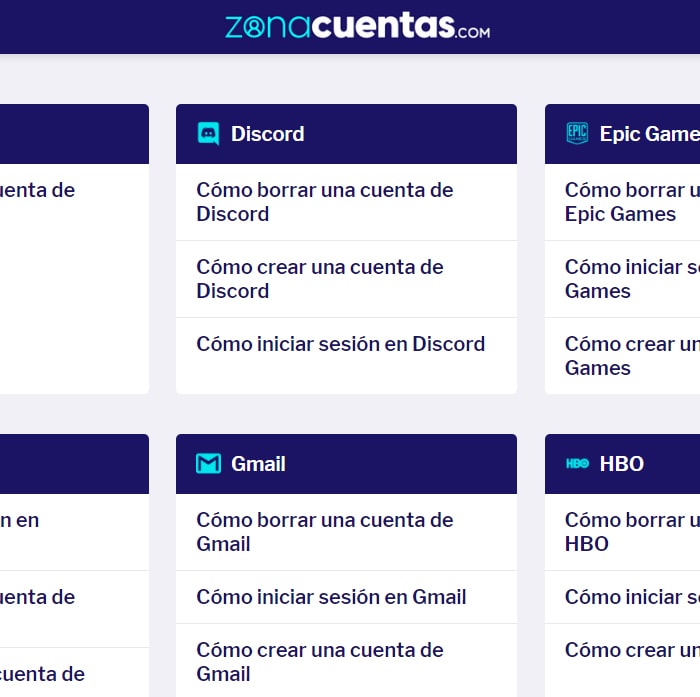 zonacuentas.com
uenta de
Discord
Cómo borrar una cuenta de
Discord
Cómo crear una cuenta de
Discord
Cómo iniciar sesión en Discord
EPIC
Epic Game
Cómo borrar u
Epic Games
Cómo iniciar s
Games
Cómo crear un
Games
n en
uenta de
cuenta de
Gmail
Cómo borrar una cuenta de
Gmail
Cómo iniciar sesión en Gmail
Cómo crear una cuenta de
Gmail
HBO HBO
Cómo borrar u
HBO
Cómo iniciar s
Cómo crear un